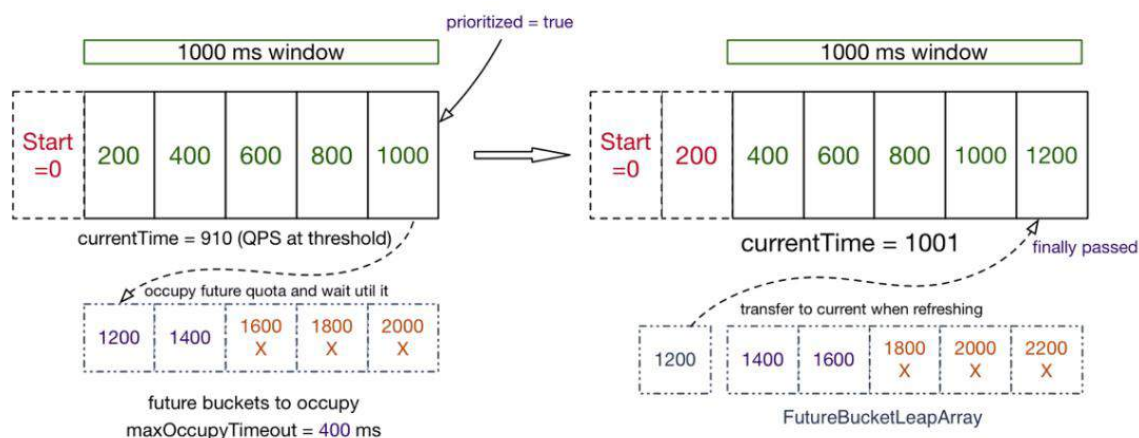 prioritized = true
1000 ms window
Start
=0
200
400
600
800
1000
currentTime = 910 (QPS at threshold)
occupy future quota and wait util it
1200
1400
1600
X
1800
X
2000
X
future buckets to occupy
maxOccupyTimeout = 400 ms
1000 ms window
Start
=0
200
400
600
800
1000
1200
currentTime = 1001
finally passed
transfer to current when refreshing
1200
1400
1600
1800
X
2000
X
2200
X
FutureBucketLeapArray